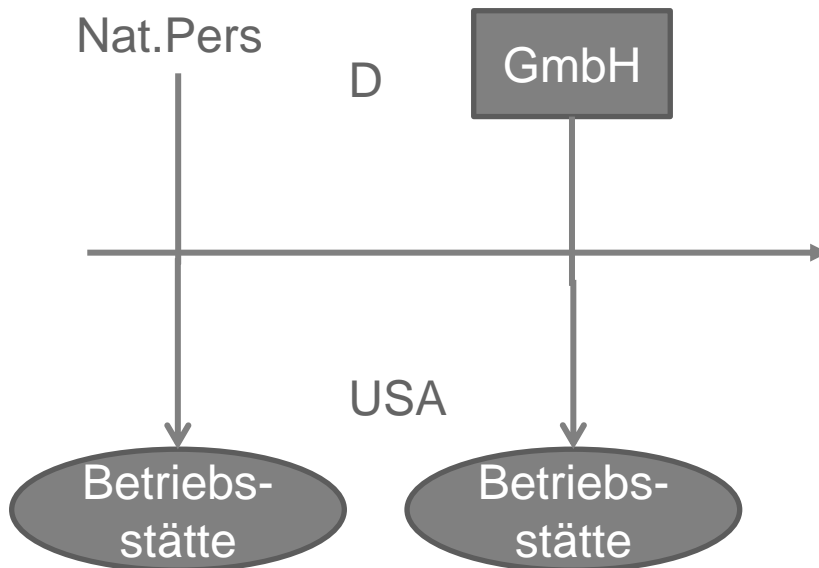 Nat.Pers
D
GmbH
USA
Betriebs-
stätte
Betriebs-
stätte